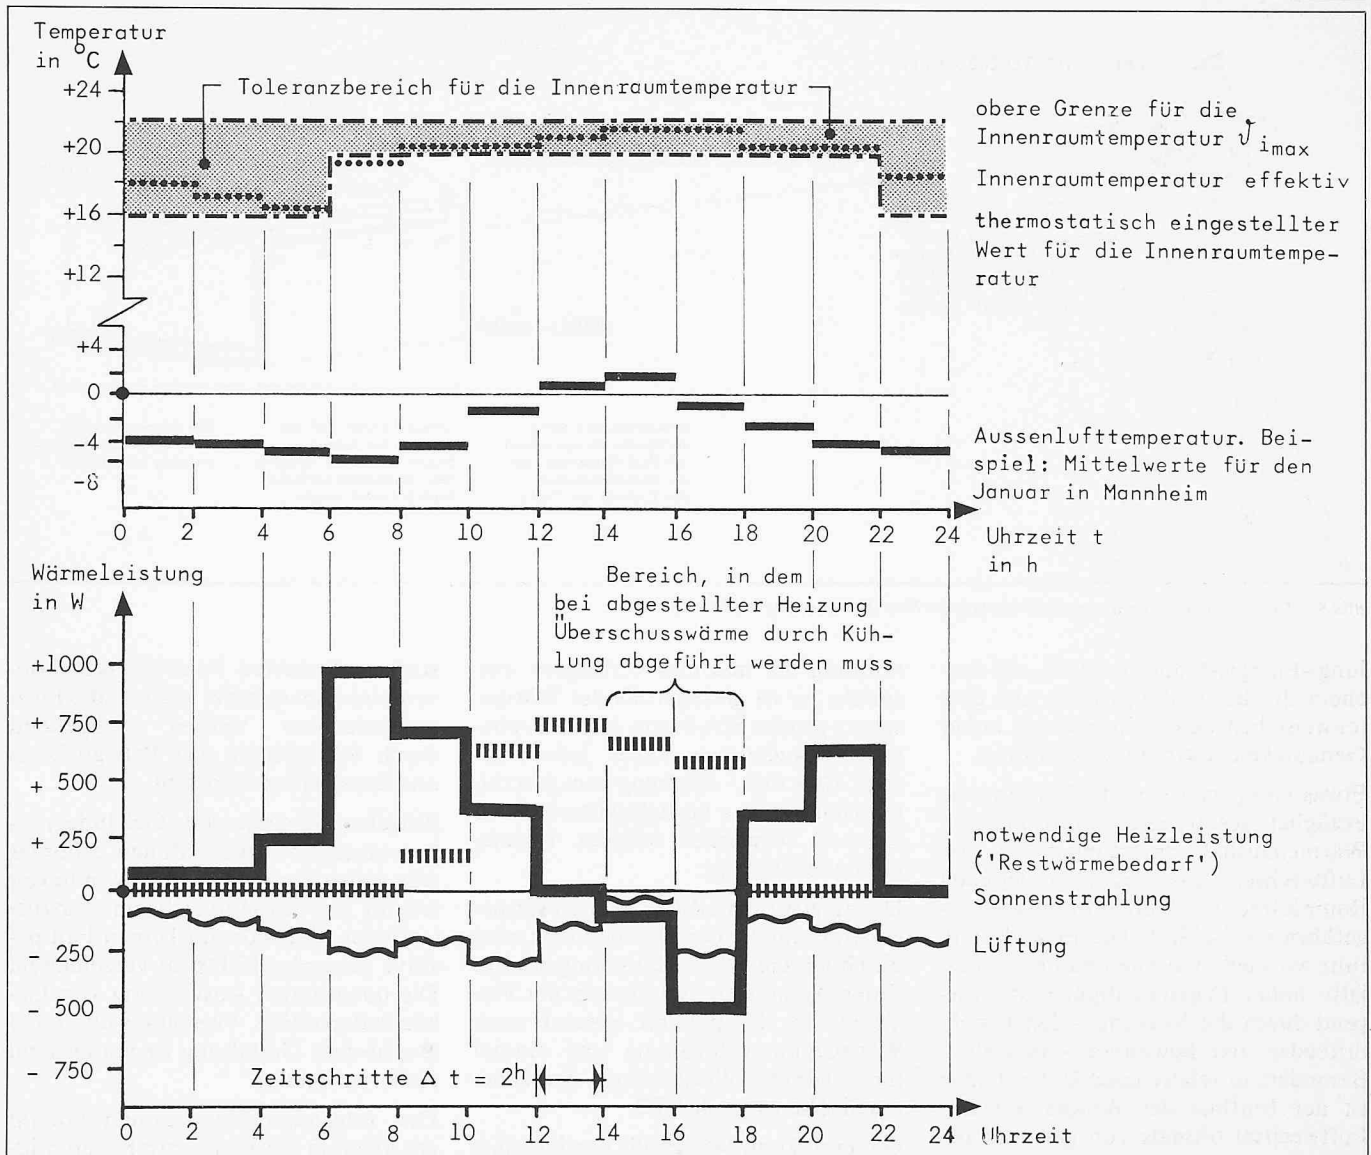 Temperatur
in °C
+24
+20
+16
+12
+4
0
-4
-8
Toleranzbereich für die Innenraumtemperatur
obere Grenze für die
Innenraumtemperatur ϑ imax
Innenraumtemperatur effektiv
thermostatisch eingestellter
Wert für die Innenraumtempe-
ratur
Aussenlufttemperatur. Bei-
spiel: Mittelwerte für den
Januar in Mannheim
0 2 4 6 8 10 12 14 16 18 20 22 24
Uhrzeit t
in h
Wärmeleistung
in W
Bereich, in dem
bei abgestellter Heizung
Überschusswärme durch Küh-
lung abgeführt werden muss
+1000
+ 750
500
+
+ 250
0
- 250
- 500
- 750
notwendige Heizleistung
('Restwärmebedarf')
Sonnenstrahlung
Lüftung
Zeitschritte Δ t = 2h
0 2 4 6 8 10 12 14 16 18 20 22 24
Uhrzeit